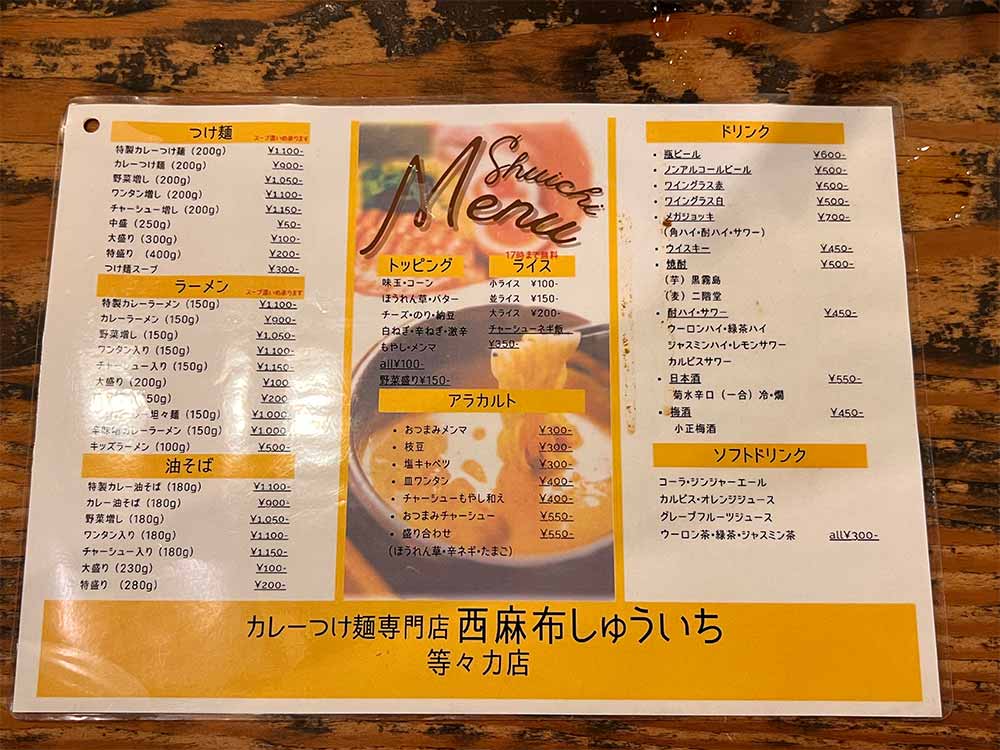 つけ麺
スープ濃いめ承ります
特製カレーつけ麺 (200g) ¥1,100-
カレーつけ麺 (200g) ¥900-
野菜増し (200g) ¥1,050-
ワンタン増し (200g) ¥1,100-
チャーシュー増し (200g) ¥1,150-
中盛 (250g) ¥50-
大盛り (300g) ¥100-
特盛り (400g) ¥200-
つけ麺スープ ¥300-
ラーメン
スープ濃いめ承ります
特製カレーラーメン (150g) ¥1,100-
カレーラーメン (150g) ¥900-
野菜増し (150g) ¥1,050-
ワンタン入り (150g) ¥1,100-
チャーシュー入り (150g) ¥1,150-
大盛り (200g) ¥100
¥200-
坦々麺 (150g) ¥1,000-
カレーラーメン (150g) ¥1,000-
キッズラーメン (100g) ¥500-
油そば
特製カレー油そば (180g) ¥1,100-
カレー油そば (180g) ¥900-
野菜増し (180g) ¥1,050-
ワンタン入り (180g) ¥1,100-
チャーシュー入り (180g) ¥1,150-
大盛り (230g) ¥100-
特盛り (280g) ¥200-
Shuichi
Menu
トッピング
味玉・コーン
ほうれん草・バター
チーズ・のり・納豆
白ねぎ・辛ねぎ・激辛
もやし・メンマ
all¥100-
野菜盛り¥150-
17時まで無料
ライス
小ライス ¥100-
並ライス ¥150-
大ライス ¥200-
チャーシューネギ飯
¥350-
アラカルト
・おつまみメンマ ¥300-
・枝豆 ¥300-
・塩キャベツ ¥300-
・皿ワンタン ¥400-
・チャーシューもやし和え ¥400-
・おつまみチャーシュー ¥550-
・盛り合わせ ¥550-
(ほうれん草・辛ネギ・たまご)
ドリンク
・瓶ビール ¥600-
・ノンアルコールビール ¥500-
・ワイングラス赤 ¥500-
・ワイングラス白 ¥500-
・メガジョッキ ¥700-
(角ハイ・酎ハイ・サワー)
・ウイスキー ¥450-
・焼酎 ¥500-
(芋) 黒霧島
(麦) 二階堂
・酎ハイ・サワー ¥450-
ウーロンハイ・緑茶ハイ
ジャスミンハイ・レモンサワー
カルピスサワー
・日本酒 ¥550-
菊水辛口 (一合) 冷・燗
・梅酒 ¥450-
小正梅酒
ソフトドリンク
コーラ・ジンジャーエール
カルピス・オレンジジュース
グレープフルーツジュース
ウーロン茶・緑茶・ジャスミン茶 all¥300-
カレーつけ麺専門店 西麻布しゅういち
等々力店